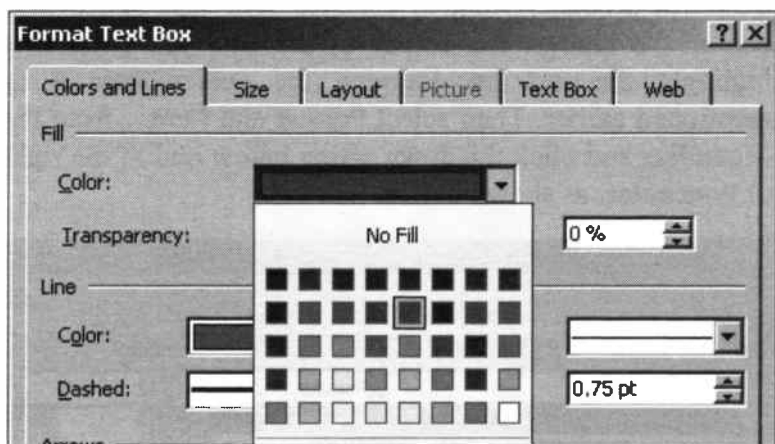 Format Text Box
Colors and Lines Size Layout Picture Text Box Web
Fill
Color:
Transparency: No Fill 0 %
Line
Color:
Dashed: 0.75 pt